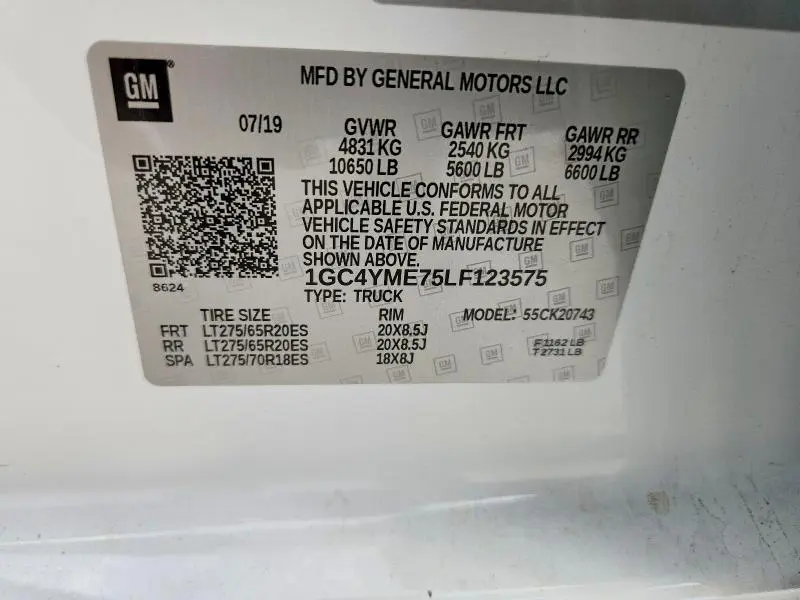 GM
MFD BY GENERAL MOTORS LLC
07/19 GVWR GAWR FRT GAWR RR
4831 KG 2540 KG 2994 KG
10650 LB 5600 LB 6600 LB
THIS VEHICLE CONFORMS TO ALL
APPLICABLE U.S. FEDERAL MOTOR
VEHICLE SAFETY STANDARDS IN EFFECT
ON THE DATE OF MANUFACTURE
SHOWN ABOVE.
8624
1GC4YME75LF123575
TYPE: TRUCK
TIRE SIZE RIM MODEL: 55CK20743
FRT LT275/65R20ES 20X8.5J
RR LT275/65R20ES 20X8.5J F1162 LB
SPA LT275/70R18ES 18X8J T2731 LB